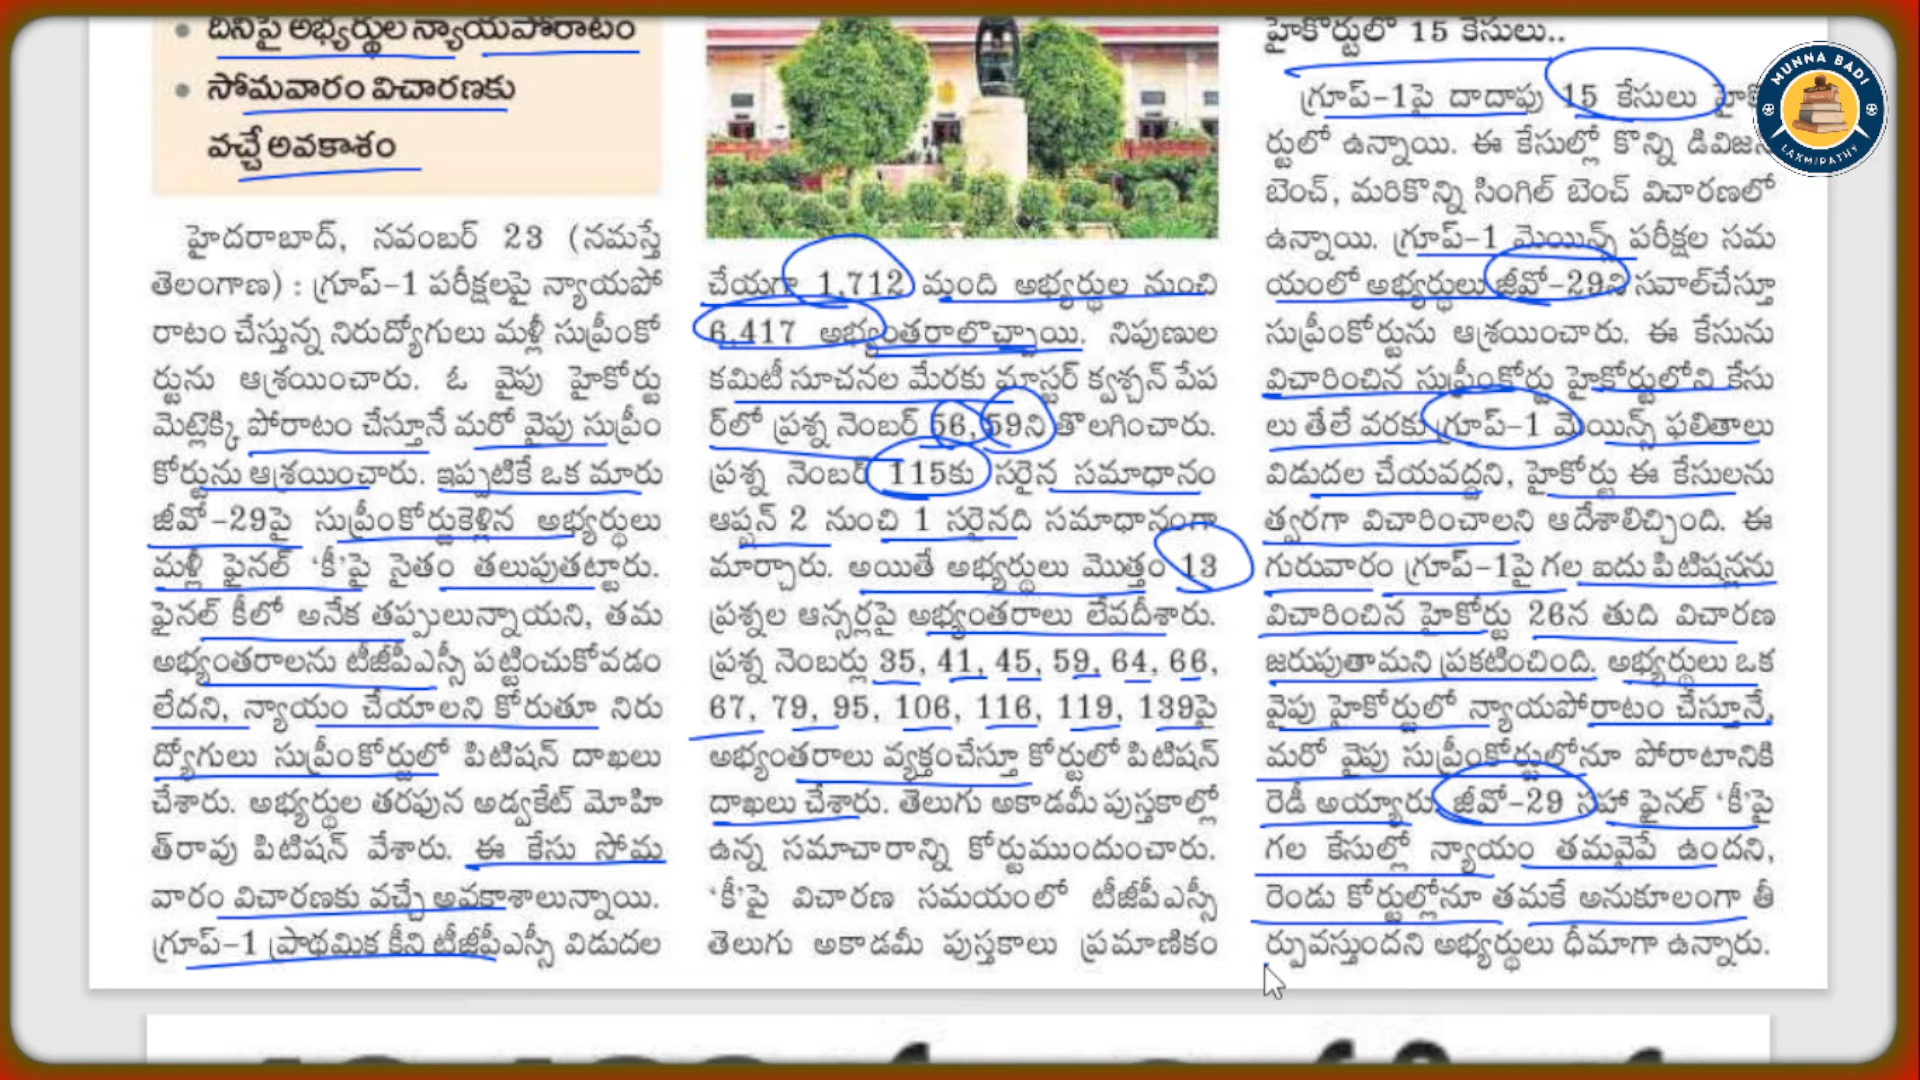 దీనిపై అభ్యర్థుల న్యాయపోరాటం
సోమవారం విచారణకు
వచ్చే అవకాశం
హైదరాబాద్, నవంబర్ 23 (నమస్తే
తెలంగాణ) : గ్రూప్-1 పరీక్షలపై న్యాయపో
రాటం చేస్తున్న నిరుద్యోగులు మళ్లీ సుప్రీంకో
ర్టును ఆశ్రయించారు. ఓ వైపు హైకోర్టు
మెట్లెక్కి పోరాటం చేస్తూనే మరో వైపు సుప్రీం
కోర్టును ఆశ్రయించారు. ఇప్పటికే ఒక మారు
జీవో-29పై సుప్రీంకోర్టుకెళ్లిన అభ్యర్థులు
మళ్లీ ఫైనల్ 'కీ'పై సైతం తలుపుతట్టారు.
ఫైనల్ కీలో అనేక తప్పులున్నాయని, తమ
అభ్యంతరాలను టీజీపీఎస్సీ పట్టించుకోవడం
లేదని, న్యాయం చేయాలని కోరుతూ నిరు
ద్యోగులు సుప్రీంకోర్టులో పిటిషన్ దాఖలు
చేశారు. అభ్యర్థుల తరఫున అడ్వకేట్ మోహి
త్‌రావు పిటిషన్ వేశారు. ఈ కేసు సోమ
వారం విచారణకు వచ్చే అవకాశాలున్నాయి.
గ్రూప్-1 ప్రాథమిక కీని టీజీపీఎస్సీ విడుదల
చేయగా 1,712 మంది అభ్యర్థుల నుంచి
6,417 అభ్యంతరాలొచ్చాయి. నిపుణుల
కమిటీ సూచనల మేరకు మాస్టర్ క్వశ్చన్ పేప
ర్‌లో ప్రశ్న నెంబర్ 56, 59ని తొలగించారు.
ప్రశ్న నెంబర్ 115కు సరైన సమాధానం
ఆప్షన్ 2 నుంచి 1 సరైనది సమాధానంగా
మార్చారు. అయితే అభ్యర్థులు మొత్తం 13
ప్రశ్నల ఆన్సర్లపై అభ్యంతరాలు లేవదీశారు.
ప్రశ్న నెంబర్లు 35, 41, 45, 59, 64, 66,
67, 79, 95, 106, 116, 119, 139పై
అభ్యంతరాలు వ్యక్తంచేస్తూ కోర్టులో పిటిషన్
దాఖలు చేశారు. తెలుగు అకాడమీ పుస్తకాల్లో
ఉన్న సమాచారాన్ని కోర్టుముందుంచారు.
'కీ'పై విచారణ సమయంలో టీజీపీఎస్సీ
తెలుగు అకాడమీ పుస్తకాలు ప్రమాణికం
హైకోర్టులో 15 కేసులు..
గ్రూప్-1పై దాదాపు 15 కేసులు హైకో
ర్టులో ఉన్నాయి. ఈ కేసుల్లో కొన్ని డివిజన్
బెంచ్, మరికొన్ని సింగిల్ బెంచ్ విచారణలో
ఉన్నాయి. గ్రూప్-1 మెయిన్స్ పరీక్షల సమ
యంలో అభ్యర్థులు జీవో-29ని సవాల్‌చేస్తూ
సుప్రీంకోర్టును ఆశ్రయించారు. ఈ కేసును
విచారించిన సుప్రీంకోర్టు హైకోర్టులోని కేసు
లు తేలే వరకు గ్రూప్-1 మెయిన్స్ ఫలితాలు
విడుదల చేయవద్దని, హైకోర్టు ఈ కేసులను
త్వరగా విచారించాలని ఆదేశాలిచ్చింది. ఈ
గురువారం గ్రూప్-1పై గల ఐదు పిటిషన్లను
విచారించిన హైకోర్టు 26న తుది విచారణ
జరుపుతామని ప్రకటించింది. అభ్యర్థులు ఒక
వైపు హైకోర్టులో న్యాయపోరాటం చేస్తూనే,
మరో వైపు సుప్రీంకోర్టులోనూ పోరాటానికి
రెడీ అయ్యారు. జీవో-29 సహా ఫైనల్ 'కీ'పై
గల కేసుల్లో న్యాయం తమవైపే ఉందని,
రెండు కోర్టుల్లోనూ తమకే అనుకూలంగా తీ
ర్పువస్తుందని అభ్యర్థులు ధీమాగా ఉన్నారు.
MUNNA BADI
LAXMIPATHY